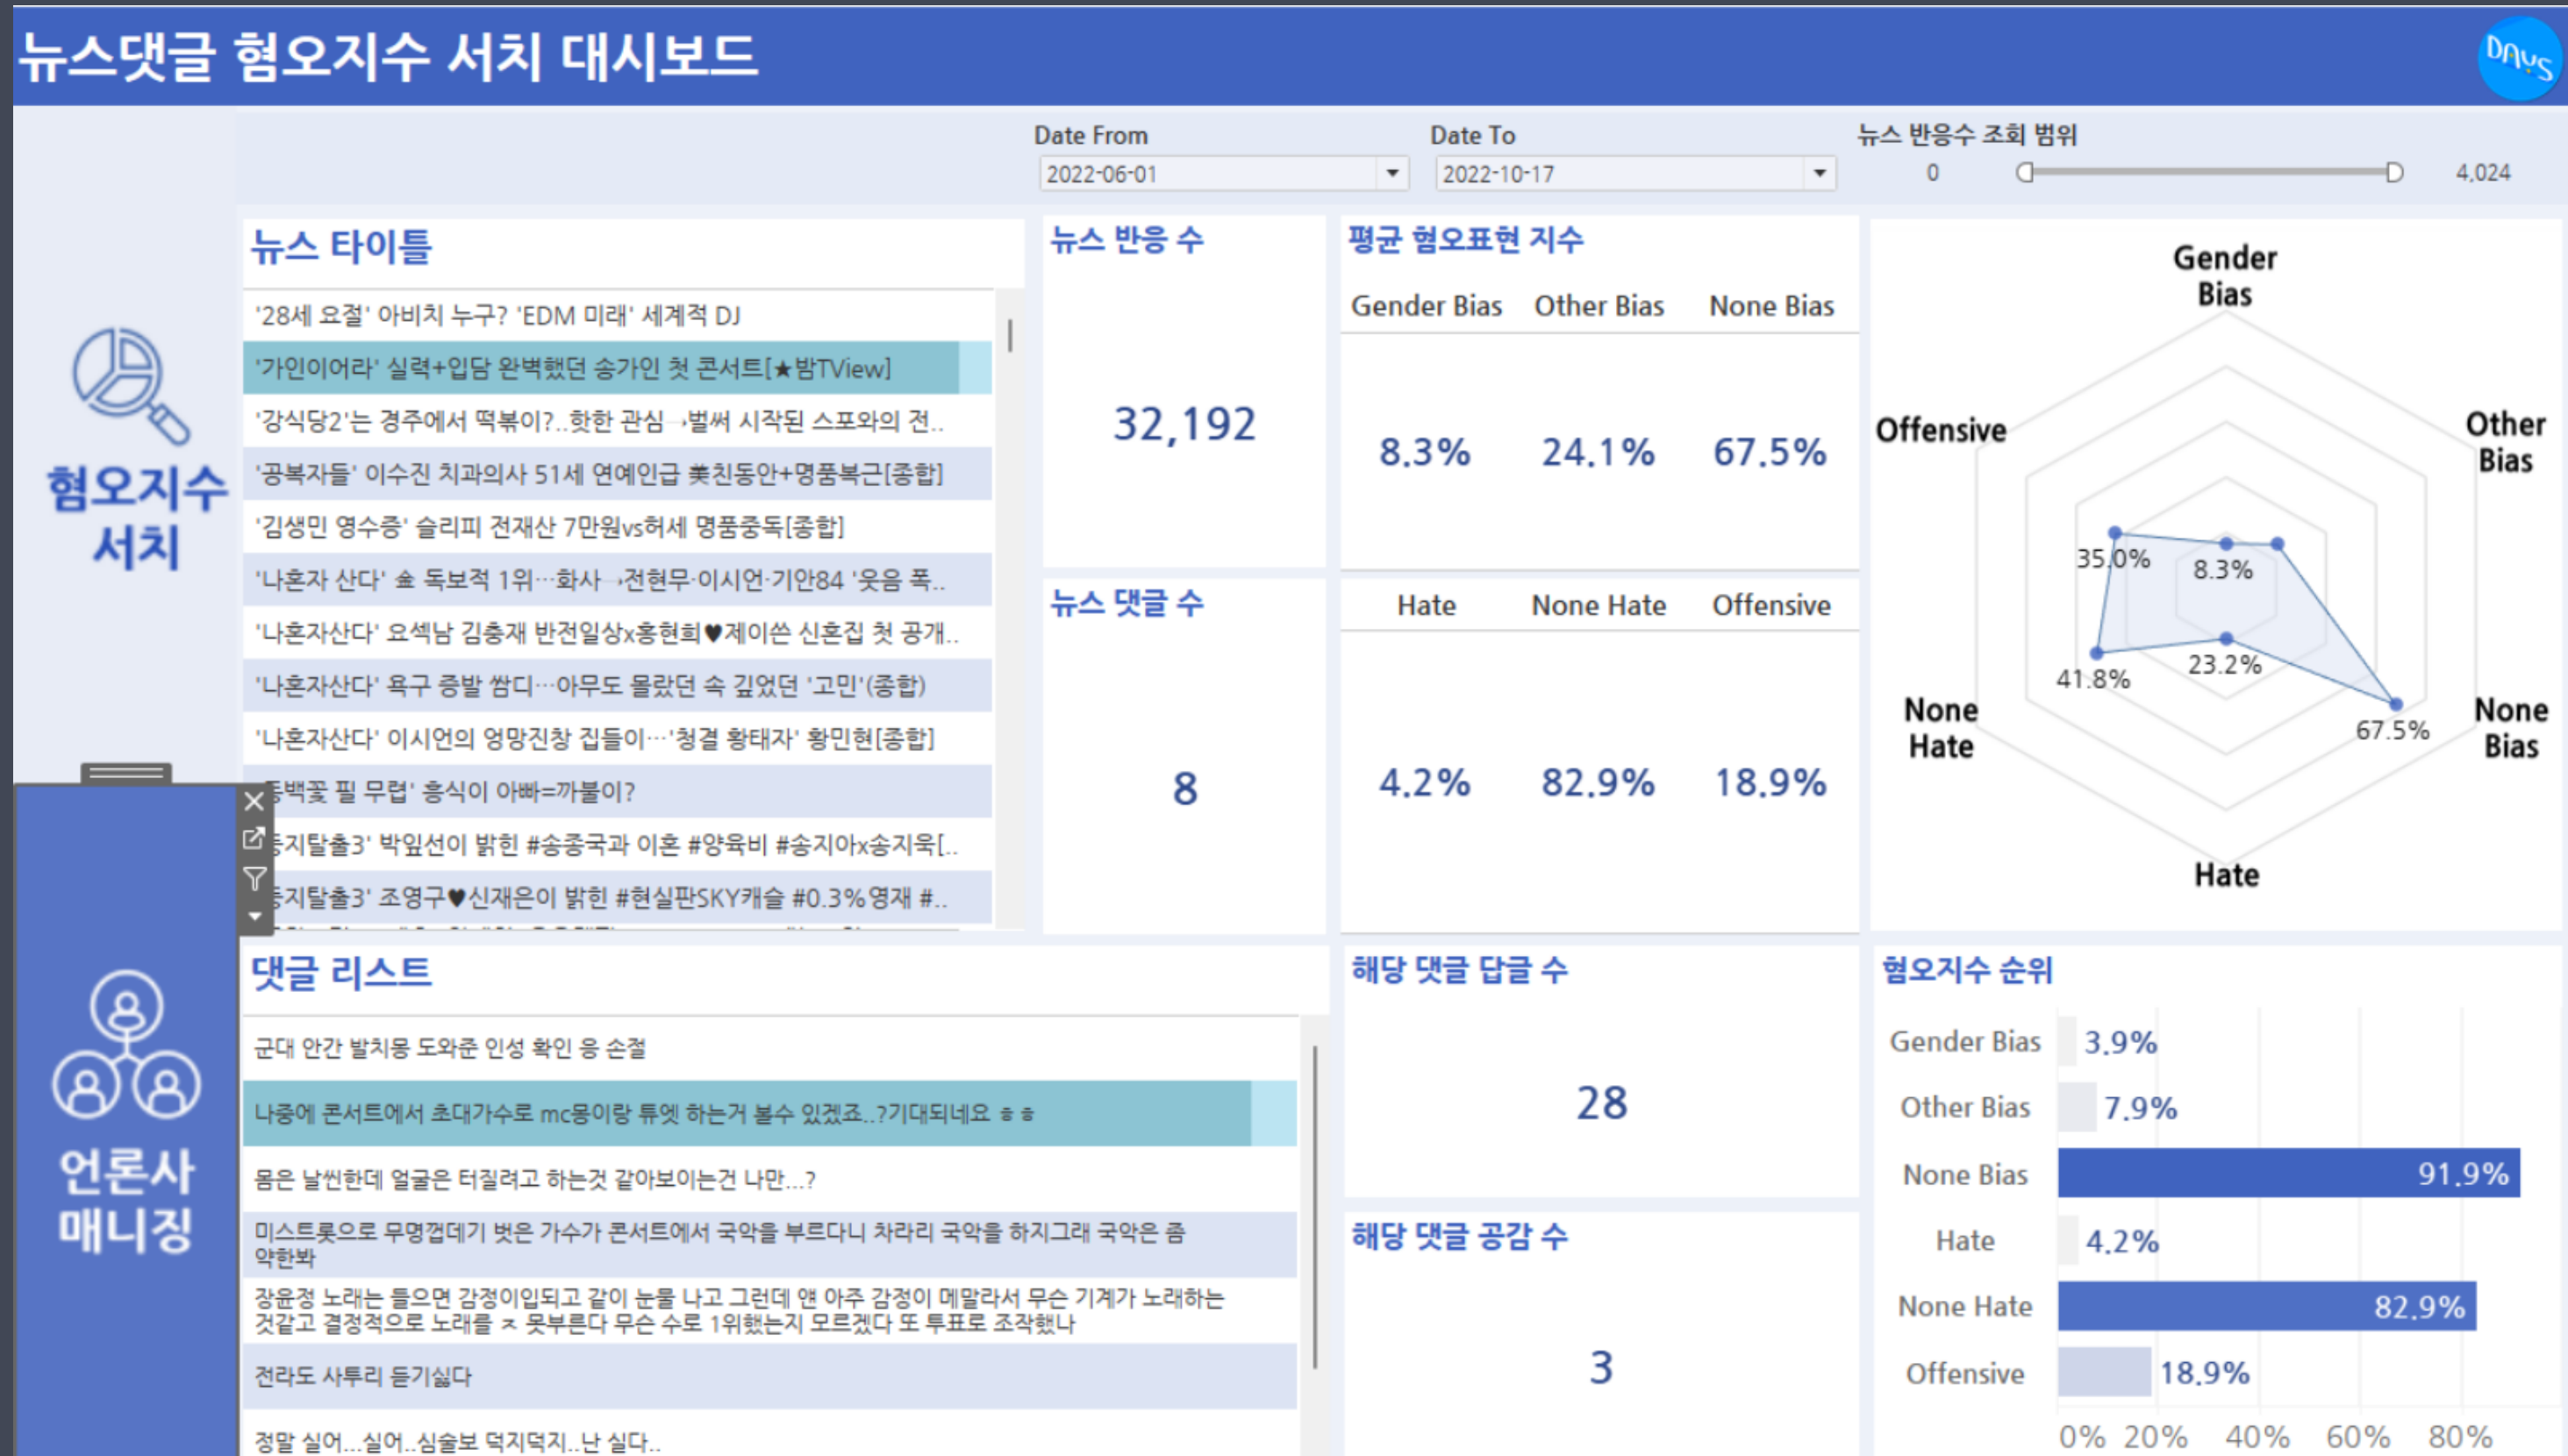 뉴스댓글 혐오지수 서치 대시보드
DAyS
Date From
Date To
뉴스 반응수 조회 범위
2022-06-01
2022-10-17
0
4,024
혐오지수
서치
언론사
매니징
뉴스 타이틀
'28세 요절' 아비치 누구? 'EDM 미래' 세계적 DJ
'가인이어라' 실력+입담 완벽했던 송가인 첫 콘서트[★밤TView]
'강식당2'는 경주에서 떡볶이?..핫한 관심→벌써 시작된 스포와의 전..
'공복자들' 이수진 치과의사 51세 연예인급 美친동안+명품복근[종합]
'김생민 영수증' 슬리피 전재산 7만원vs허세 명품중독[종합]
'나혼자 산다' 金 독보적 1위…화사→전현무·이시언·기안84 '웃음 폭..
'나혼자산다' 요섹남 김충재 반전일상x홍현희♥제이쓴 신혼집 첫 공개..
'나혼자산다' 욕구 증발 쌈디…아무도 몰랐던 속 깊었던 '고민'(종합)
'나혼자산다' 이시언의 엉망진창 집들이…'청결 황태자' 황민현[종합]
동백꽃 필 무렵' 흥식이 아빠=까불이?
둥지탈출3' 박잎선이 밝힌 #송종국과 이혼 #양육비 #송지아x송지욱[..
둥지탈출3' 조영구♥신재은이 밝힌 #현실판SKY캐슬 #0.3%영재 #..
뉴스 반응 수
32,192
뉴스 댓글 수
8
평균 혐오표현 지수
Gender Bias Other Bias None Bias
8.3% 24.1% 67.5%
Hate None Hate Offensive
4.2% 82.9% 18.9%
Gender
Bias
Offensive
Other
Bias
35.0%
8.3%
41.8%
23.2%
67.5%
None
Hate
None
Bias
Hate
댓글 리스트
군대 안간 발치몽 도와준 인성 확인 응 손절
나중에 콘서트에서 초대가수로 mc몽이랑 튜엣 하는거 볼수 있겠죠..?기대되네요 ㅎㅎ
몸은 날씬한데 얼굴은 터질려고 하는것 같아보이는건 나만...?
미스트롯으로 무명껍데기 벗은 가수가 콘서트에서 국악을 부르다니 차라리 국악을 하지그래 국악은 좀
약한봐
장윤정 노래는 들으면 감정이입되고 같이 눈물 나고 그런데 얜 아주 감정이 메말라서 무슨 기계가 노래하는
것같고 결정적으로 노래를 ㅈ 못부른다 무슨 수로 1위했는지 모르겠다 또 투표로 조작했나
전라도 사투리 듣기싫다
정말 싫어...싫어..심술보 덕지덕지..난 싫다..
해당 댓글 답글 수
28
해당 댓글 공감 수
3
혐오지수 순위
Gender Bias 3.9%
Other Bias 7.9%
None Bias 91.9%
Hate 4.2%
None Hate 82.9%
Offensive 18.9%
0% 20% 40% 60% 80%